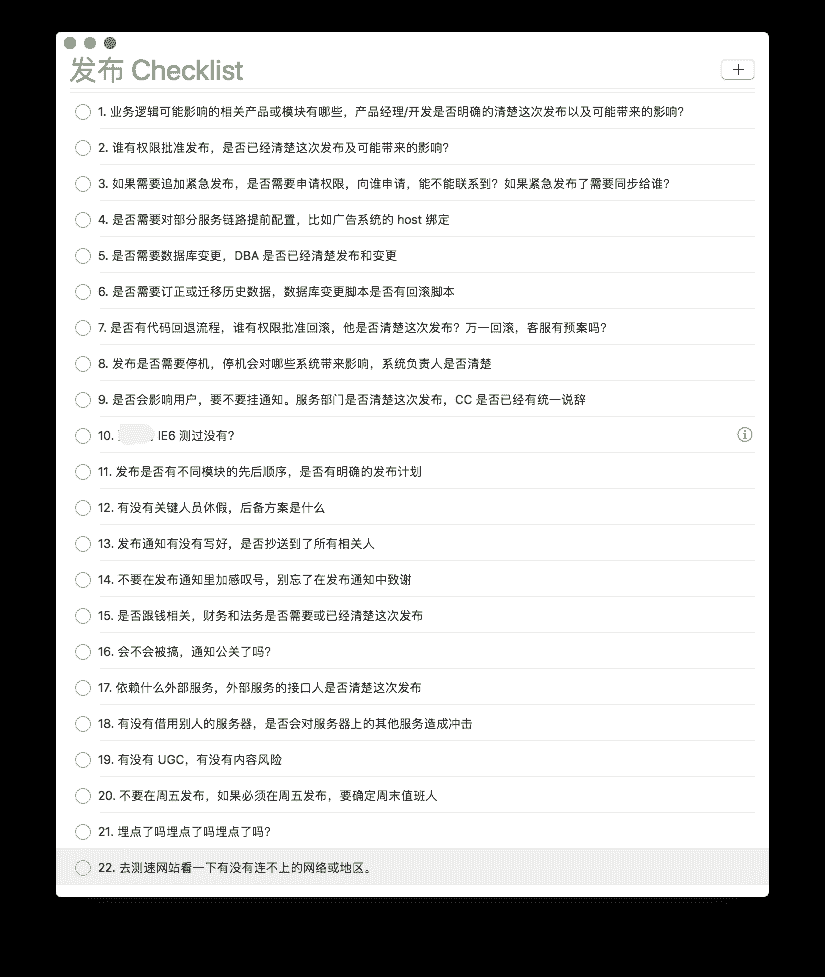 发布 Checklist
1. 业务逻辑可能影响的相关产品或模块有哪些，产品经理/开发是否明确的清楚这次发布以及可能带来的影响?
2. 谁有权限批准发布，是否已经清楚这次发布及可能带来的影响?
3. 如果需要追加紧急发布，是否需要申请权限，向谁申请，能不能联系到？如果紧急发布了需要同步给谁?
4. 是否需要对部分服务链路提前配置，比如广告系统的 host 绑定
5. 是否需要数据库变更，DBA 是否已经清楚发布和变更
6. 是否需要订正或迁移历史数据，数据库变更脚本是否有回滚脚本
7. 是否有代码回退流程，谁有权限批准回滚，他是否清楚这次发布？万一回滚，客服有预案吗?
8. 发布是否需要停机，停机会对哪些系统带来影响，系统负责人是否清楚
9. 是否会影响用户，要不要挂通知。服务部门是否清楚这次发布，CC 是否已经有统一说辞
10. IE6 测过没有?
11. 发布是否有不同模块的先后顺序，是否有明确的发布计划
12. 有没有关键人员休假，后备方案是什么
13. 发布通知有没有写好，是否抄送到了所有相关人
14. 不要在发布通知里加感叹号，别忘了在发布通知中致谢
15. 是否跟钱相关，财务和法务是否需要或已经清楚这次发布
16. 会不会被搞，通知公关了吗?
17. 依赖什么外部服务，外部服务的接口人是否清楚这次发布
18. 有没有借用别人的服务器，是否会对服务器上的其他服务造成冲击
19. 有没有 UGC，有没有内容风险
20. 不要在周五发布，如果必须在周五发布，要确定周末值班人
21. 埋点了吗埋点了吗埋点了吗?
22. 去测速网站看一下有没有连不上的网络或地区。